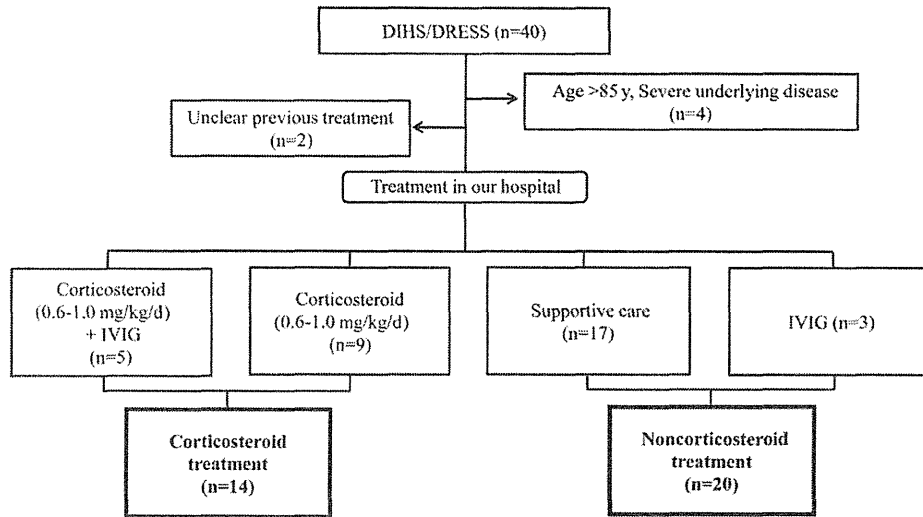 DIHS/DRESS (n=40)
Age >85 y, Severe underlying disease
(n=4)
Unclear previous treatment
(n=2)
Treatment in our hospital
Corticosteroid
(0.6-1.0 mg/kg/d)
+ IVIG
(n=5)
Corticosteroid
(0.6-1.0 mg/kg/d)
(n=9)
Supportive care
(n=17)
IVIG (n=3)
Corticosteroid
treatment
(n=14)
Noncorticosteroid
treatment
(n=20)